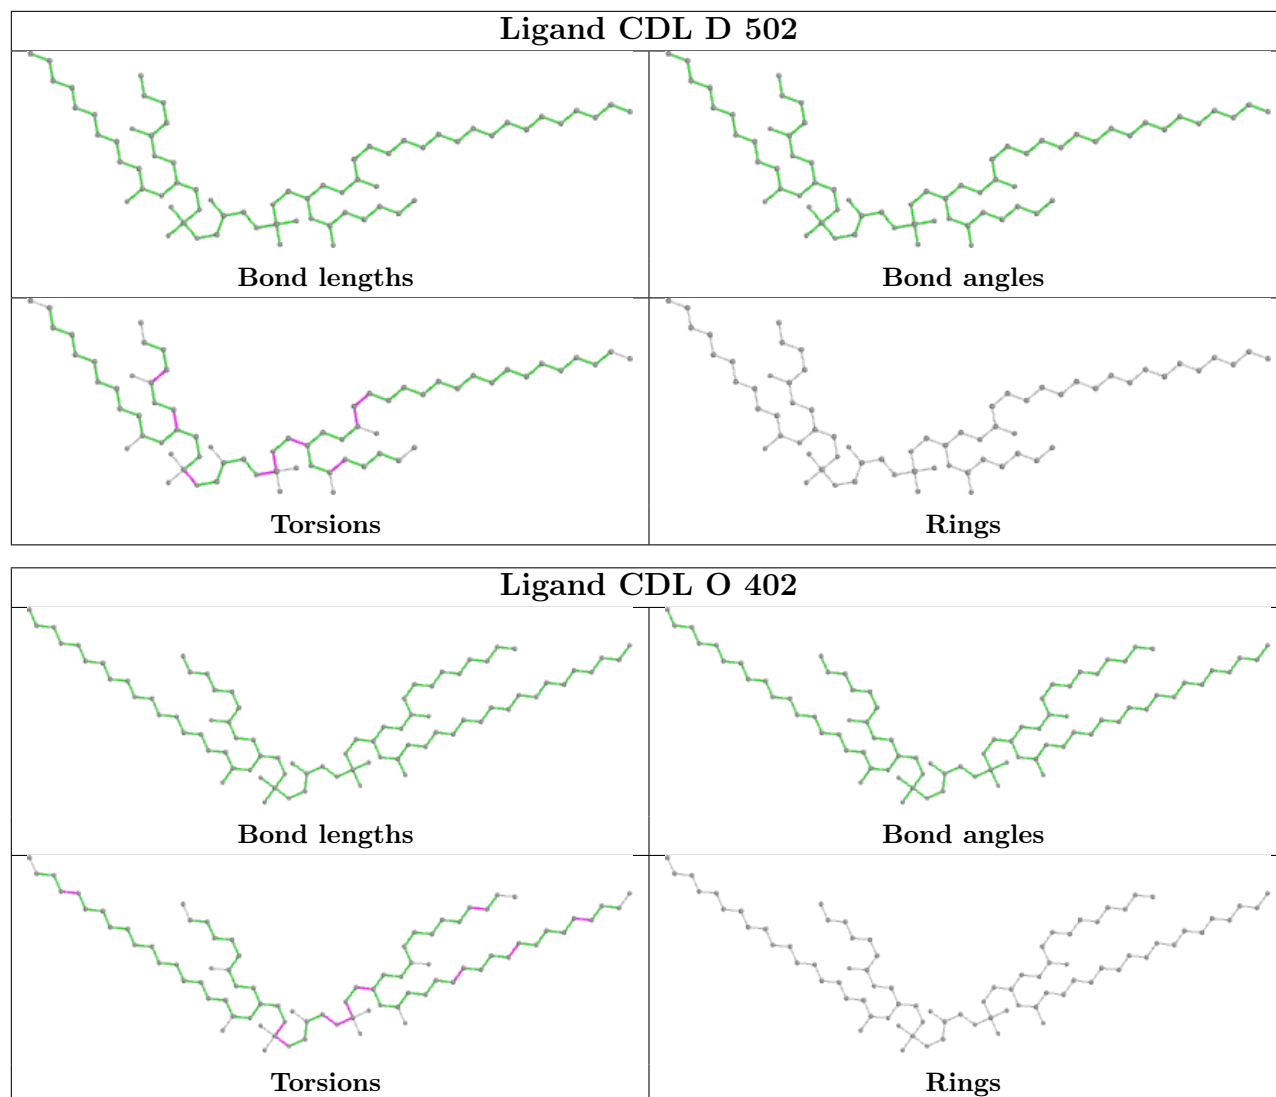 Ligand CDL D 502
Bond lengths
Bond angles
Torsions
Rings
Ligand CDL O 402
Bond lengths
Bond angles
Torsions
Rings